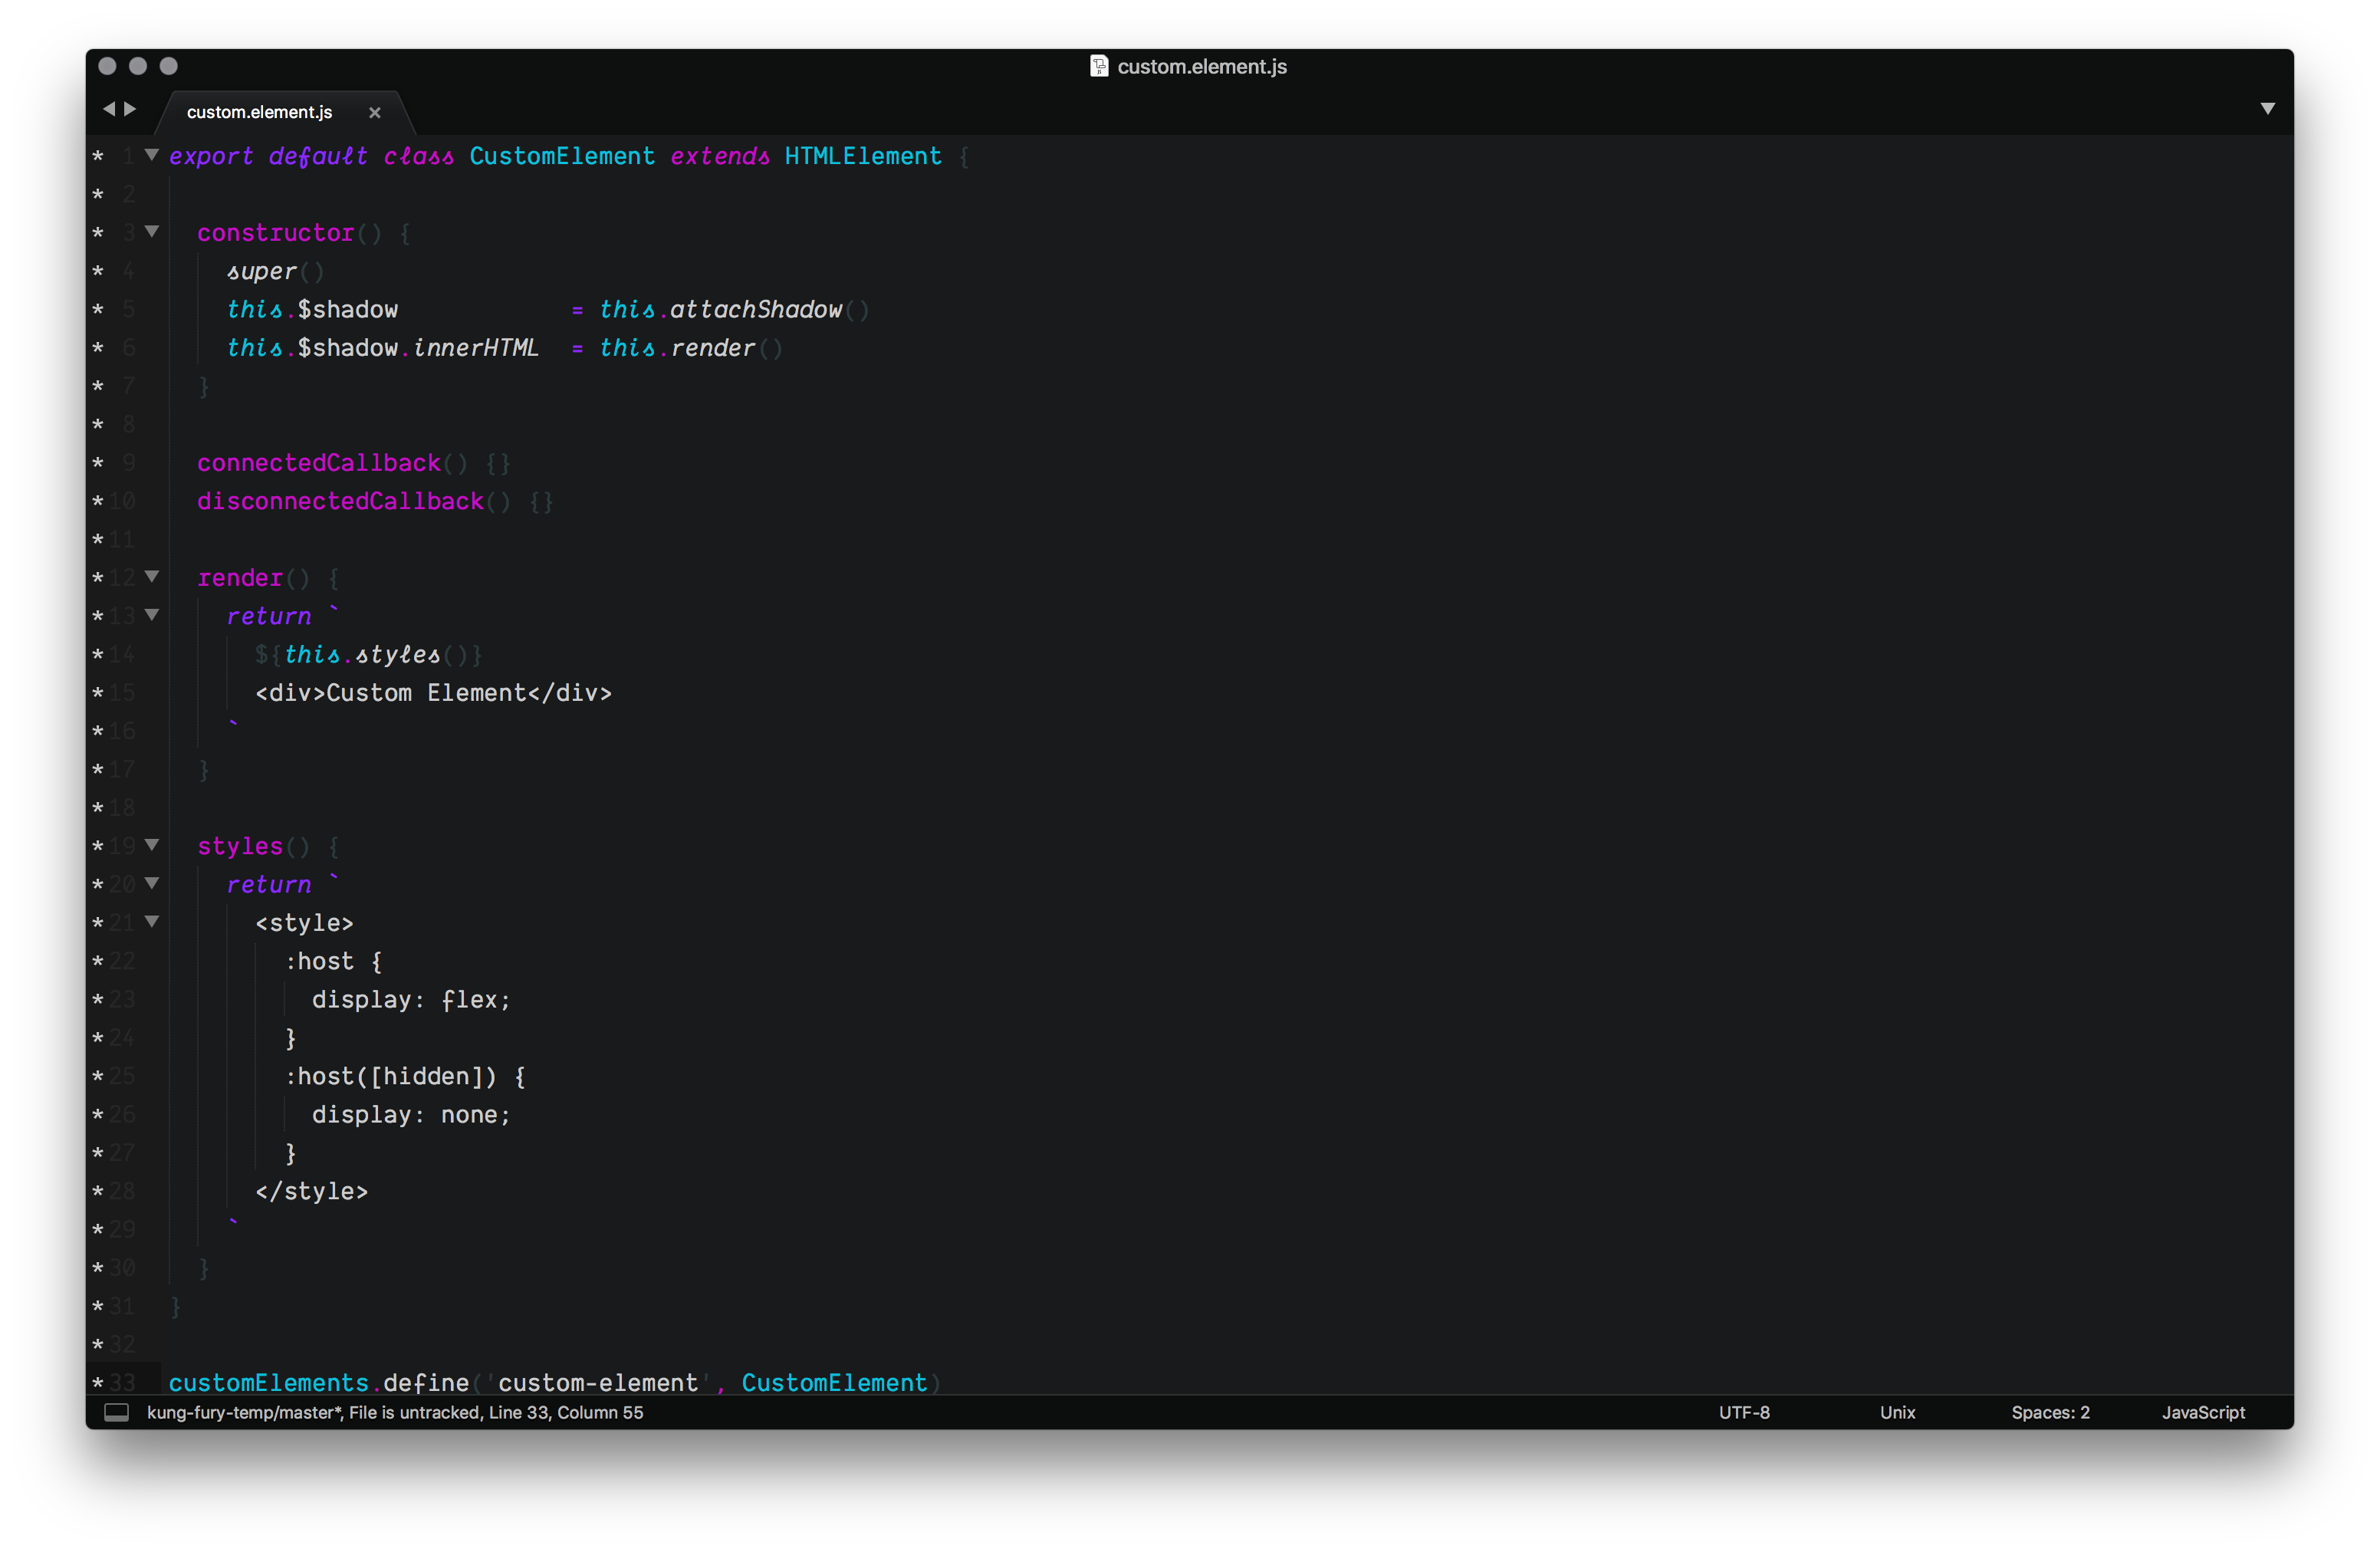 custom.element.js
custom.element.js ×
* 1 ▼ export default class CustomElement extends HTMLElement {
* 2
* 3 ▼   constructor() {
* 4       super()
* 5       this.$shadow            = this.attachShadow()
* 6       this.$shadow.innerHTML  = this.render()
* 7     }
* 8
* 9     connectedCallback() {}
* 10    disconnectedCallback() {}
* 11
* 12 ▼  render() {
* 13 ▼    return `
* 14        ${this.styles()}
* 15        <div>Custom Element</div>
* 16      `
* 17    }
* 18
* 19 ▼  styles() {
* 20 ▼    return `
* 21 ▼      <style>
* 22          :host {
* 23            display: flex;
* 24          }
* 25          :host([hidden]) {
* 26            display: none;
* 27          }
* 28        </style>
* 29      `
* 30    }
* 31  }
* 32
* 33  customElements.define('custom-element', CustomElement)
kung-fury-temp/master*, File is untracked, Line 33, Column 55 UTF-8 Unix Spaces: 2 JavaScript